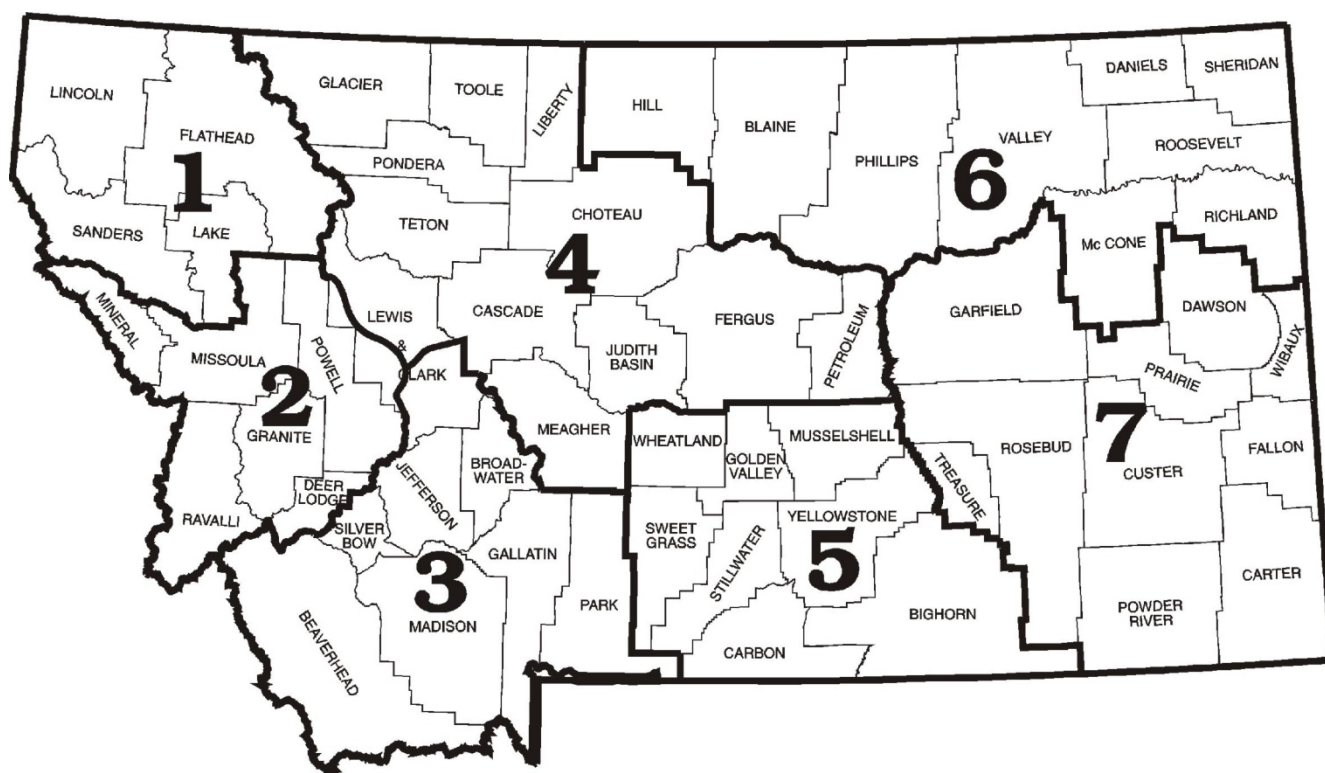 LINCOLN
FLATHEAD
1
SANDERS
LAKE
GLACIER
TOOLE
LIBERTY
PONDERA
TETON
CHOTEAU
4
LEWIS
&
CLARK
CASCADE
JUDITH
BASIN
FERGUS
PETROLEUM
MEAGHER
HILL
BLAINE
PHILLIPS
VALLEY
6
DANIELS
SHERIDAN
ROOSEVELT
RICHLAND
Mc CONE
MINERAL
MISSOULA
POWELL
2
GRANITE
DEER
LODGE
RAVALLI
SILVER
BOW
JEFFERSON
BROAD-
WATER
GALLATIN
3
MADISON
BEAVERHEAD
PARK
WHEATLAND
GOLDEN
VALLEY
MUSSELSHELL
SWEET
GRASS
STILLWATER
YELLOWSTONE
5
CARBON
BIGHORN
GARFIELD
DAWSON
WIBAUX
PRAIRIE
ROSEBUD
TREASURE
7
CUSTER
FALLON
POWDER
RIVER
CARTER